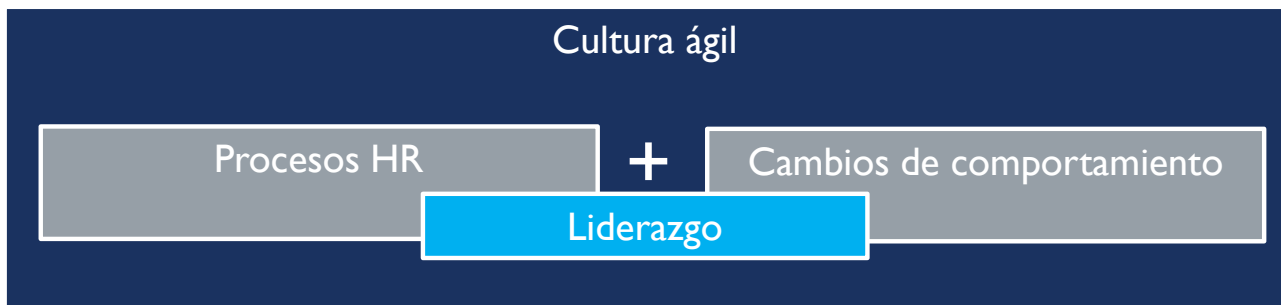 Cultura ágil
Procesos HR
+
Cambios de comportamiento
Liderazgo